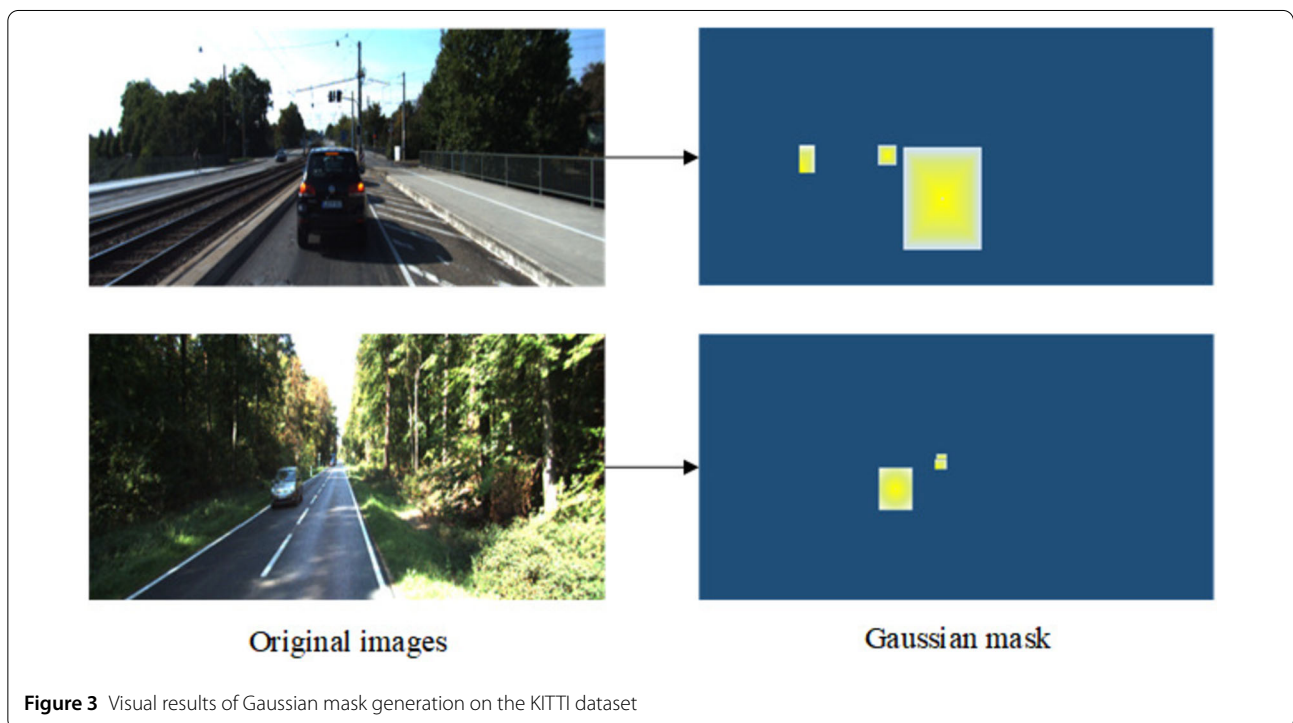 Original images
Gaussian mask
Figure 3 Visual results of Gaussian mask generation on the KITTI dataset